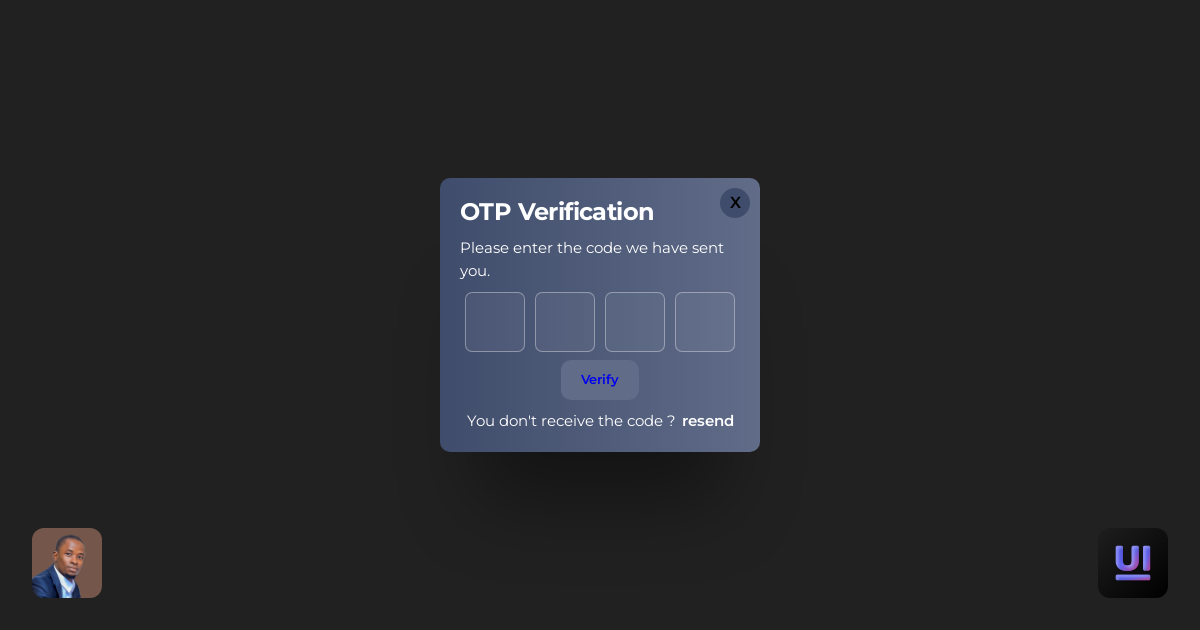 OTP Verification
X
Please enter the code we have sent
you.
Verify
You don't receive the code ? resend
UI